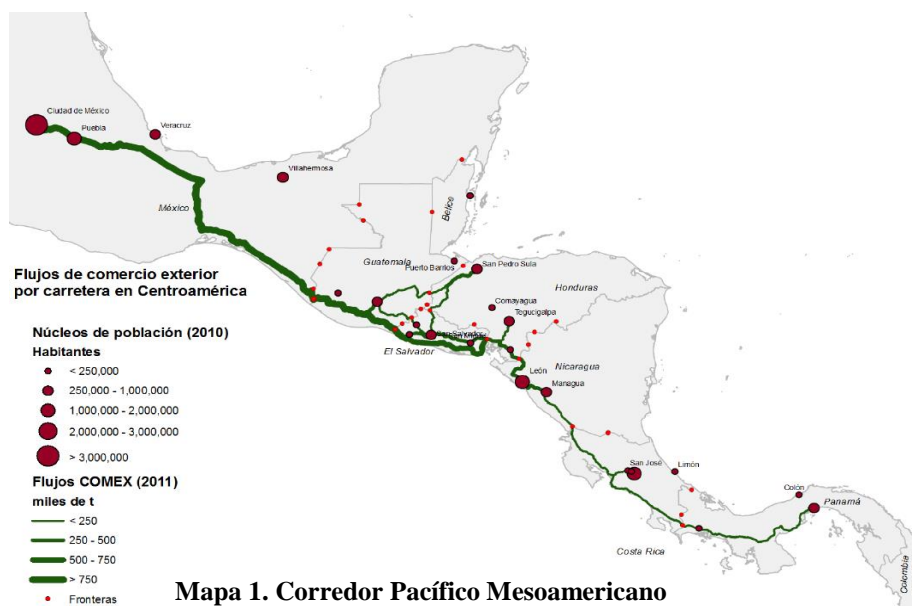 Ciudad de México
Puebla
Veracruz
Villahermosa
México
Belice
Guatemala
Puerto Barrios
San Pedro Sula
Flujos de comercio exterior
por carretera en Centroamérica
Honduras
Comayagua
Tegucigalpa
Núcleos de población (2010)
San Salvador
Habitantes
El Salvador
Nicaragua
< 250,000
León
Managua
250,000 - 1,000,000
1,000,000 - 2,000,000
2,000,000 - 3,000,000
> 3,000,000
San José
Limón
Flujos COMEX (2011)
Colón
miles de t
Panamá
< 250
250 - 500
500 - 750
Costa Rica
> 750
Colombia
Fronteras
Mapa 1. Corredor Pacífico Mesoamericano